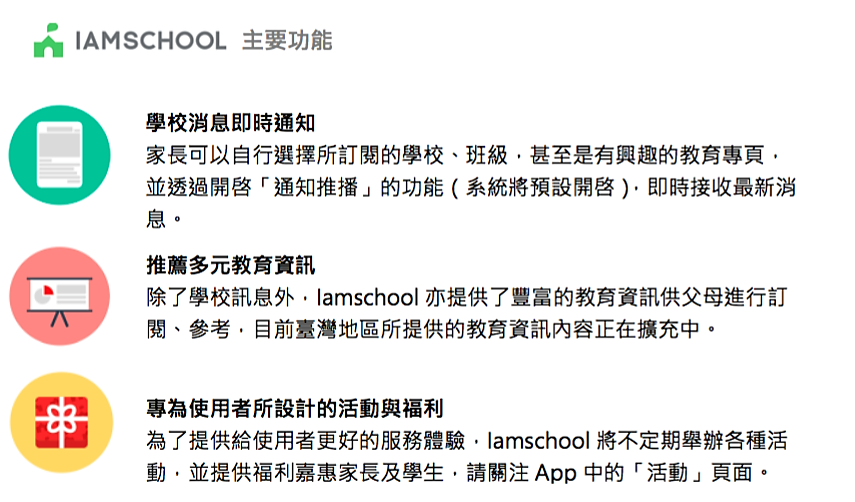 IAMSCHOOL 主要功能
學校消息即時通知
家長可以自行選擇所訂閱的學校、班級，甚至是有興趣的教育專頁，
並透過開啓「通知推播」的功能（系統將預設開啓），即時接收最新消
息。
推薦多元教育資訊
除了學校訊息外，Iamschool 亦提供了豐富的教育資訊供父母進行訂
閱、參考，目前臺灣地區所提供的教育資訊內容正在擴充中。
專為使用者所設計的活動與福利
為了提供給使用者更好的服務體驗，Iamschool 將不定期舉辦各種活
動，並提供福利嘉惠家長及學生，請關注 App 中的「活動」頁面。